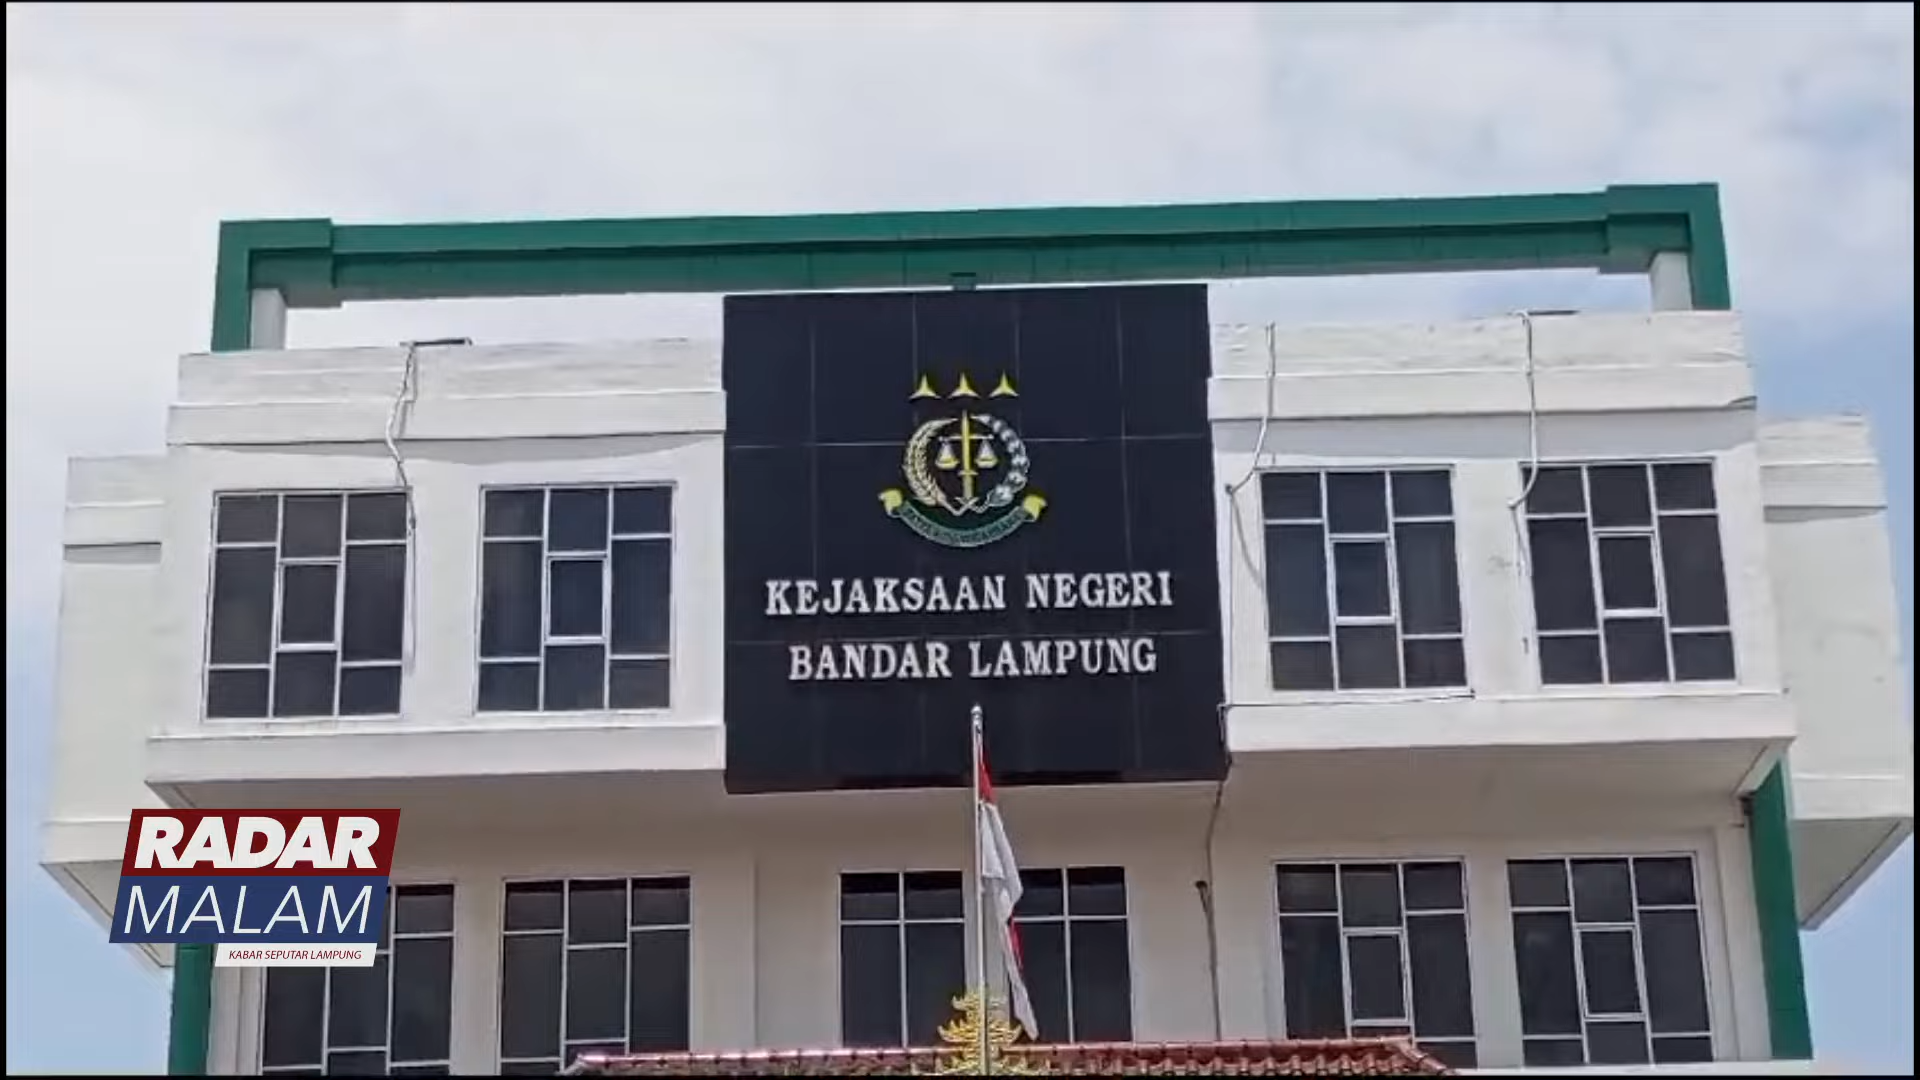 KEJAKSAAN NEGERI
BANDAR LAMPUNG
RADAR
MALAM
KABAR SEPUTAR LAMPUNG